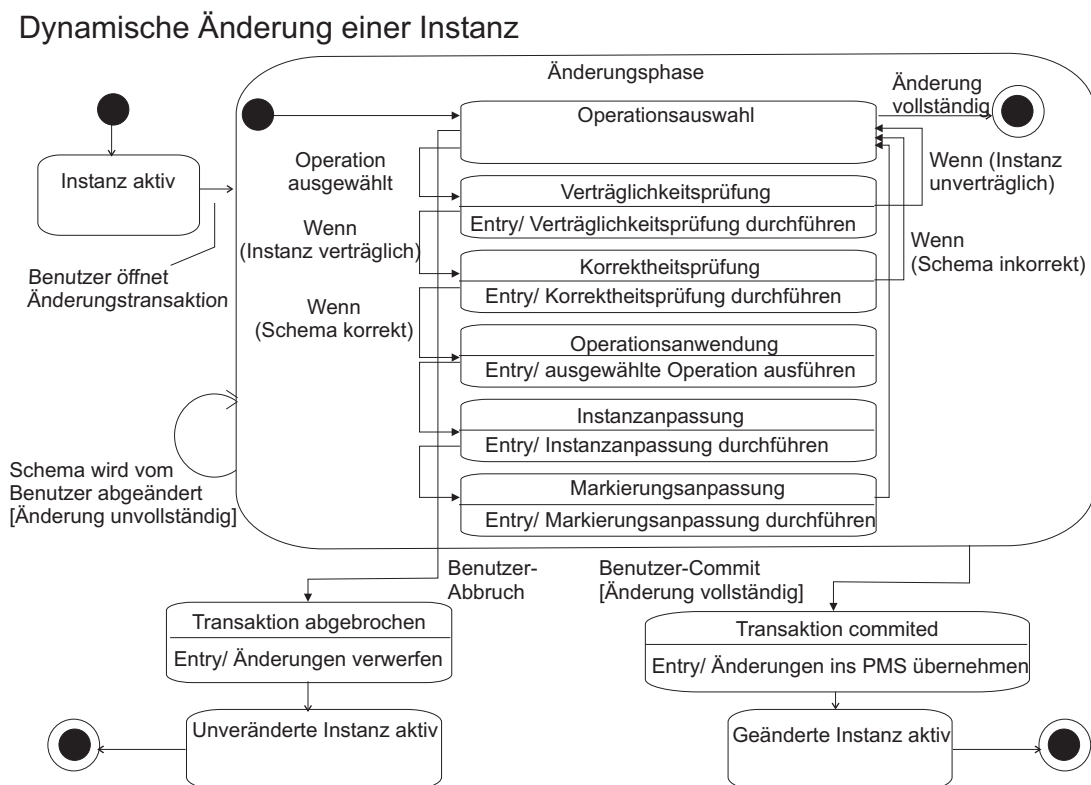 Dynamische Änderung einer Instanz
Änderungsphase
Änderung
vollständig
Operationsauswahl
Instanz aktiv
Operation
ausgewählt
Wenn (Instanz
unverträglich)
Verträglichkeitsprüfung
Entry/ Verträglichkeitsprüfung durchführen
Wenn
(Instanz verträglich)
Wenn
(Schema inkorrekt)
Benutzer öffnet
Änderungstransaktion
Korrektheitsprüfung
Entry/ Korrektheitsprüfung durchführen
Wenn
(Schema korrekt)
Operationsanwendung
Entry/ ausgewählte Operation ausführen
Instanzanpassung
Entry/ Instanzanpassung durchführen
Schema wird vom
Benutzer abgeändert
[Änderung unvollständig]
Markierungsanpassung
Entry/ Markierungsanpassung durchführen
Benutzer-
Abbruch
Benutzer-Commit
[Änderung vollständig]
Transaktion abgebrochen
Entry/ Änderungen verwerfen
Transaktion commited
Entry/ Änderungen ins PMS übernehmen
Unveränderte Instanz aktiv
Geänderte Instanz aktiv